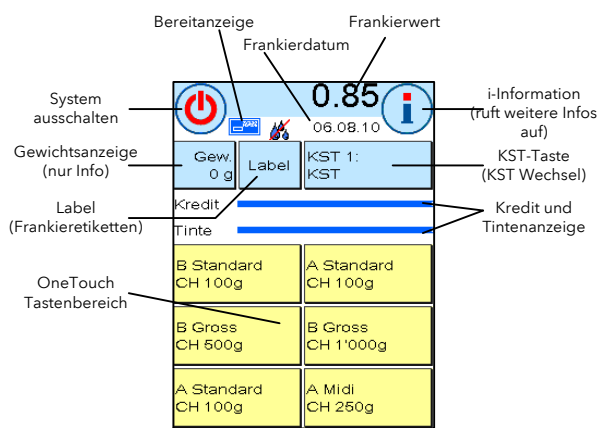 Bereitanzeige
Frankierwert
Frankierdatum
System
ausschalten
0.85
i-Information
(ruft weitere Infos
auf)
06.08.10
Gewichtsanzeige
(nur Info)
Gew.
0 g
Label
KST 1:
KST
KST-Taste
(KST Wechsel)
Label
(Frankieretiketten)
Kredit
Tinte
Kredit und
Tintenanzeige
OneTouch
Tastenbereich
B Standard
CH 100g
A Standard
CH 100g
B Gross
CH 500g
B Gross
CH 1'000g
A Standard
CH 100g
A Midi
CH 250g